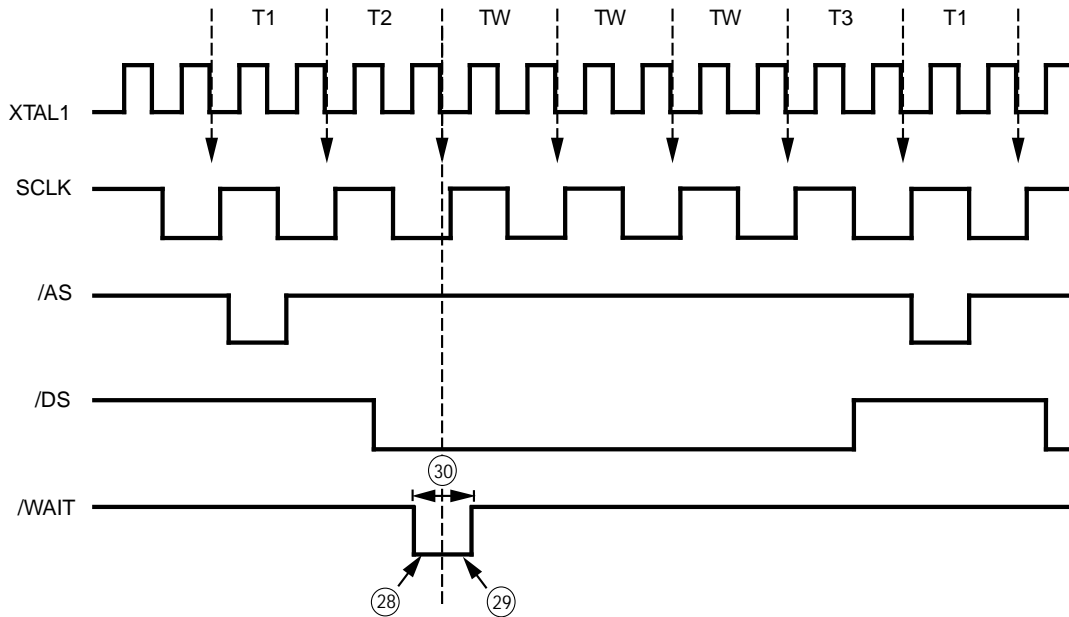 T1 T2 TW TW TW T3 T1
XTAL1
SCLK
/AS
/DS
30
/WAIT
28 29